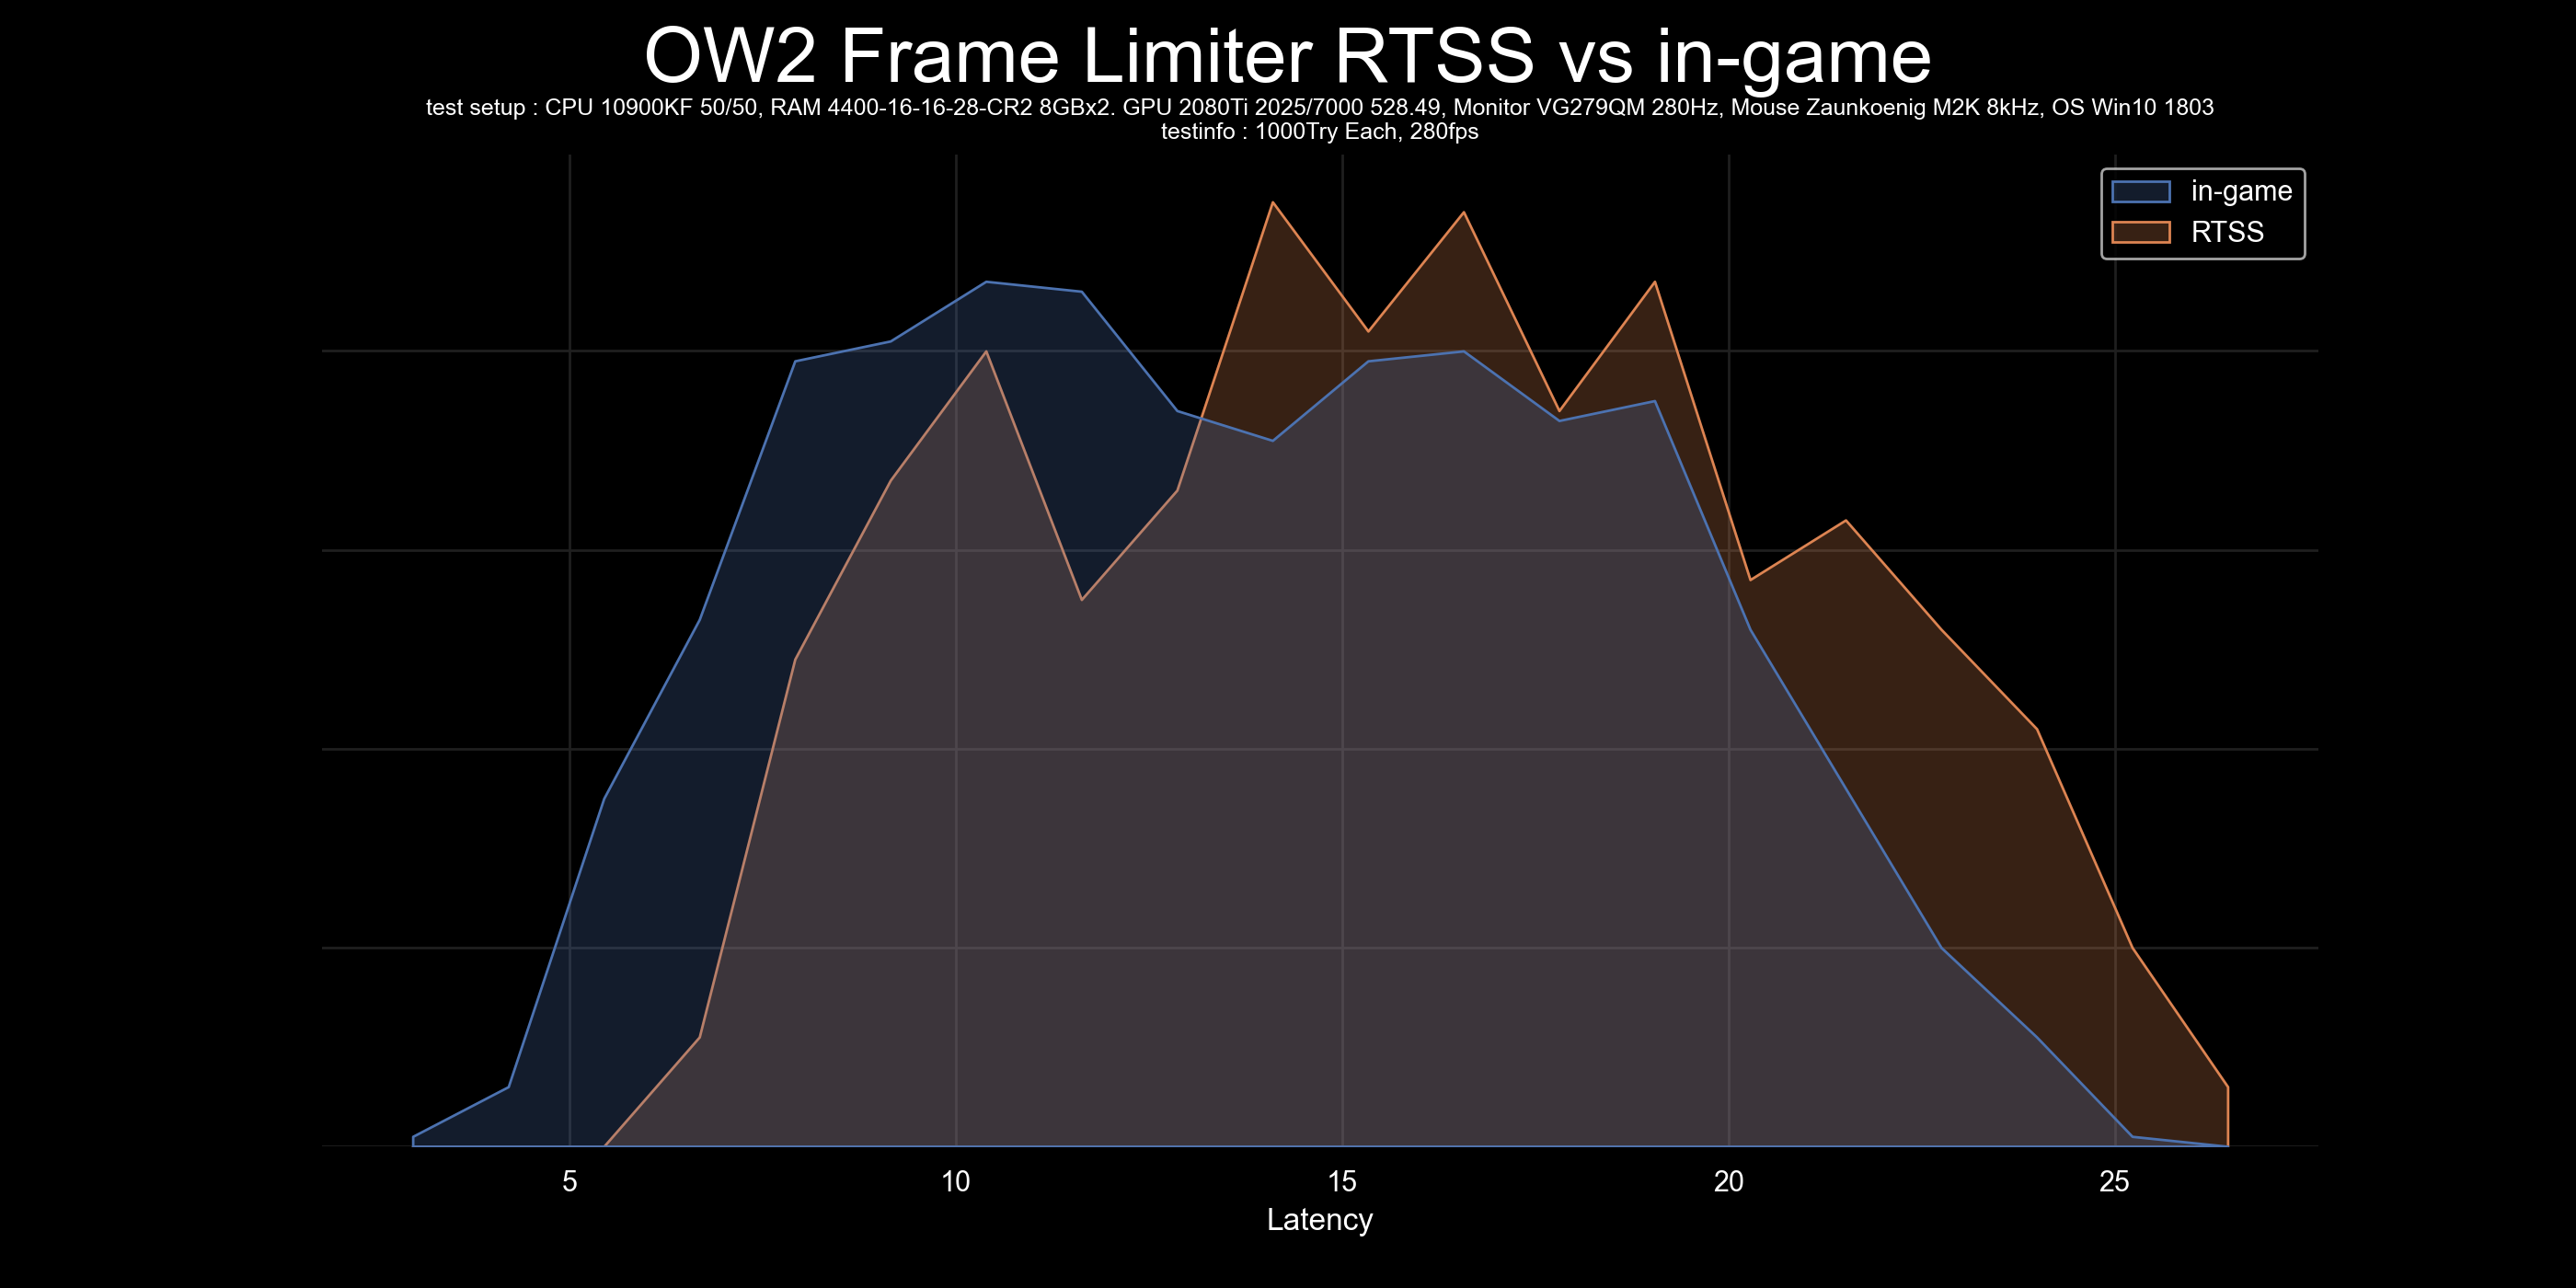 OW2 Frame Limiter RTSS vs in-game
test setup : CPU 10900KF 50/50, RAM 4400-16-16-28-CR2 8GBx2. GPU 2080Ti 2025/7000 528.49, Monitor VG279QM 280Hz, Mouse Zaunkoenig M2K 8kHz, OS Win10 1803
testinfo : 1000Try Each, 280fps
in-game
RTSS
5 10 15 20 25
Latency